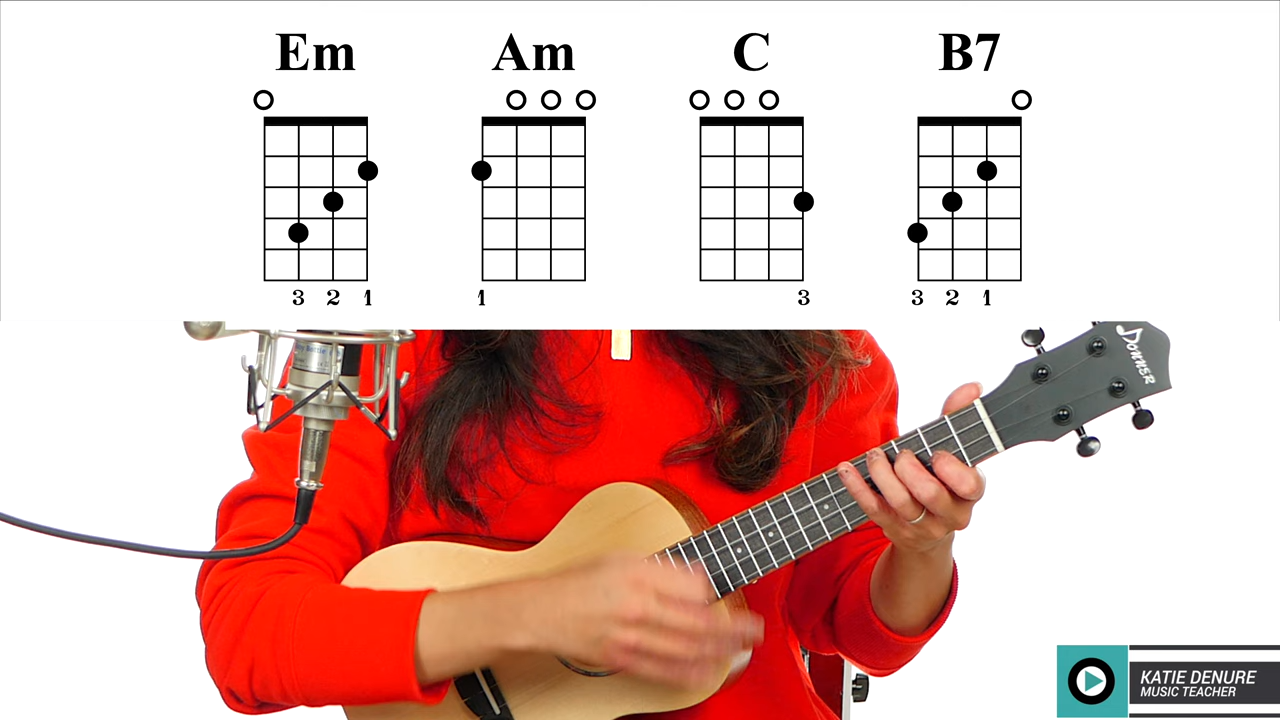 Em Am C B7
3 2 1 1 3 3 2 1
DONNER
KATIE DENURE
MUSIC TEACHER